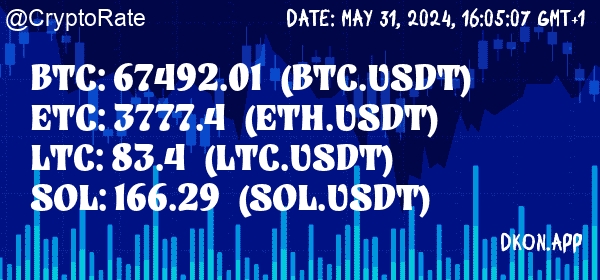 @CryptoRate
DATE: MAY 31, 2024, 16:05:07 GMT+1
BTC: 67492.01 (BTC.USDT)
ETC: 3777.4 (ETH.USDT)
LTC: 83.4 (LTC.USDT)
SOL: 166.29 (SOL.USDT)
DKON.APP